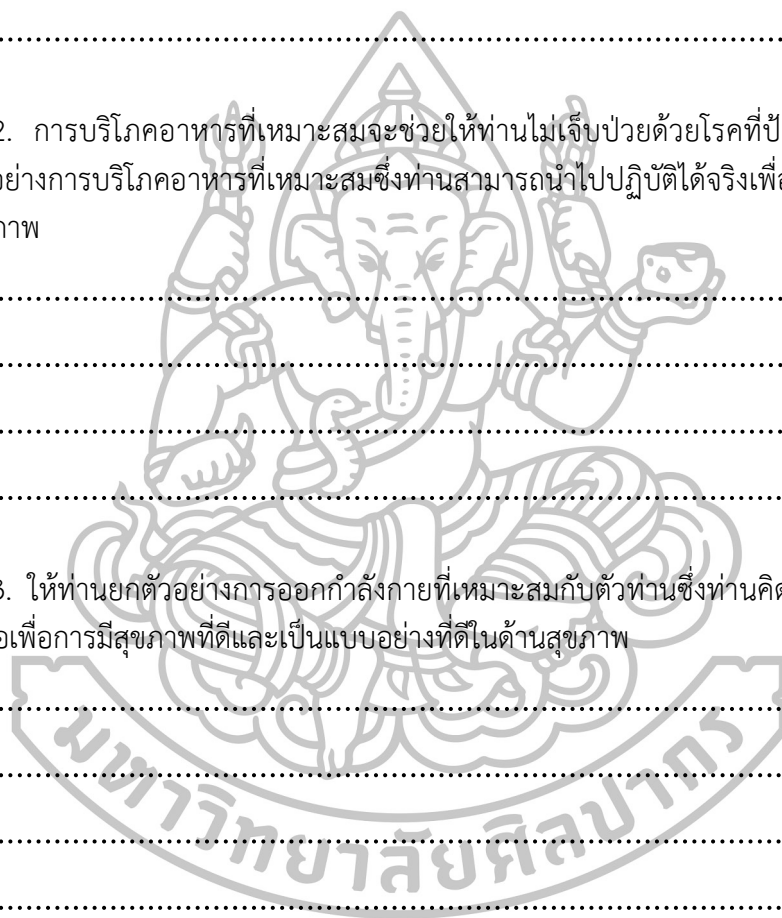 2. การบริโภคอาหารที่เหมาะสมจะช่วยให้ท่านไม่เจ็บป่วยด้วยโรคที่ป้
อย่างการบริโภคอาหารที่เหมาะสมซึ่งท่านสามารถนำไปปฏิบัติได้จริงเพื่อ
ภาพ
3. ให้ท่านยกตัวอย่างการออกกำลังกายที่เหมาะสมกับตัวท่านซึ่งท่านคิด
อเพื่อการมีสุขภาพที่ดีและเป็นแบบอย่างที่ดีในด้านสุขภาพ
มหาวิทยาลัยศิลปากร